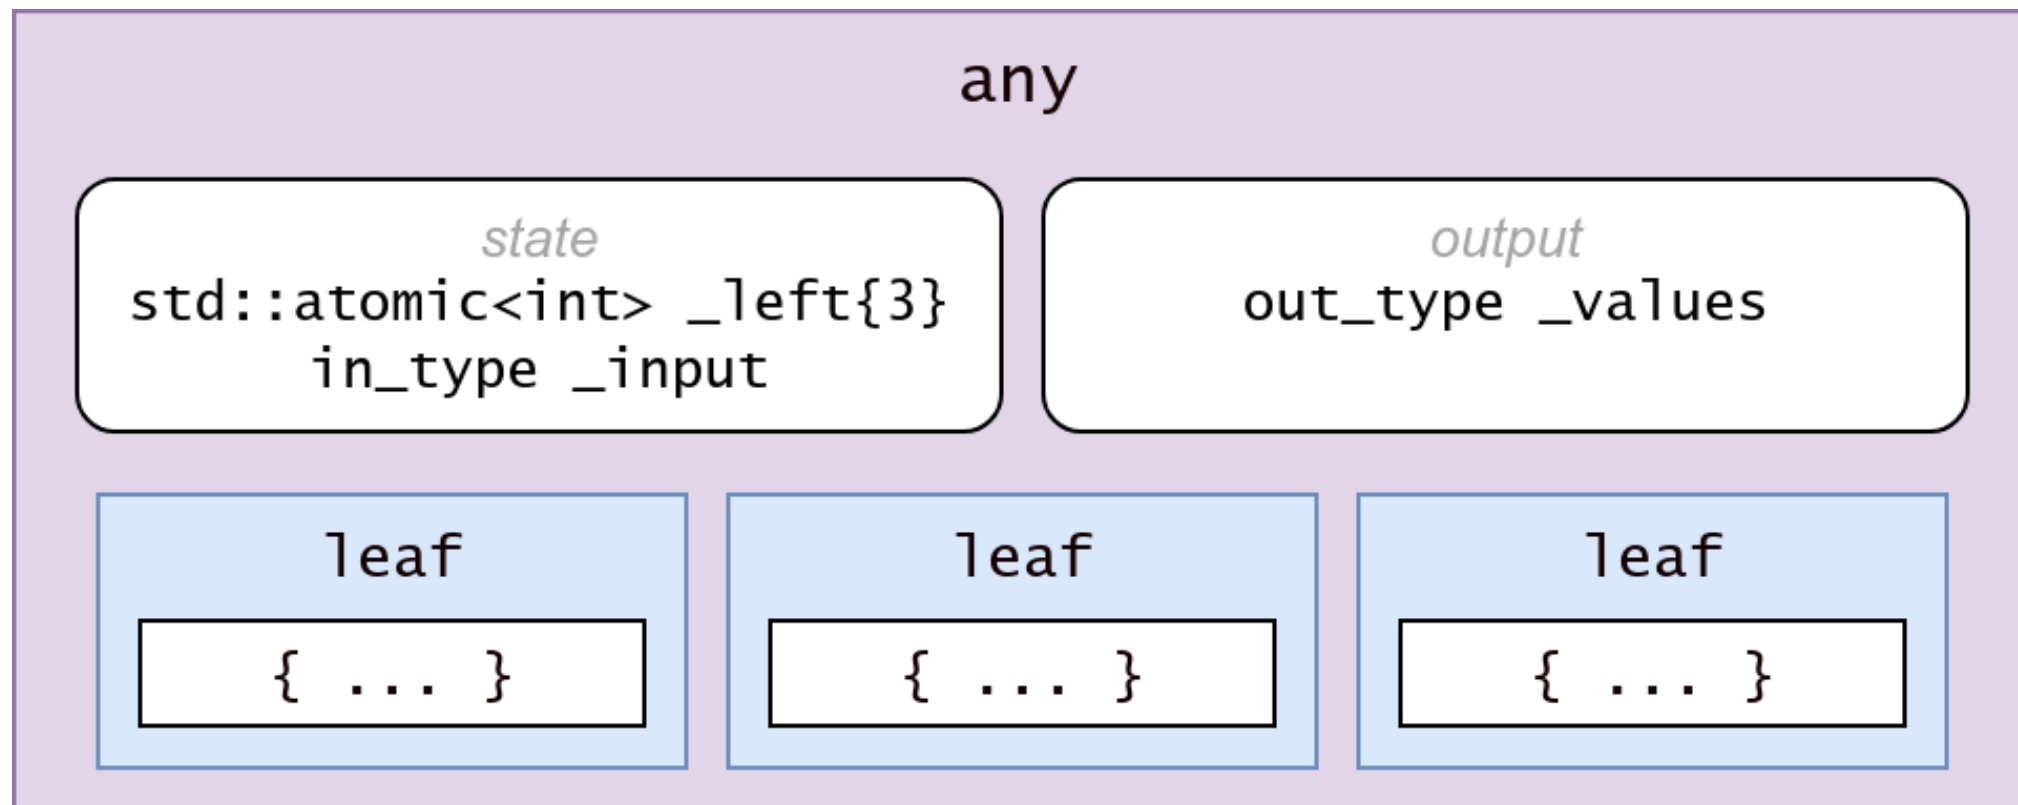 any
state
std::atomic<int> _left{3}
in_type _input
output
out_type _values
leaf
{ ... }
leaf
{ ... }
leaf
{ ... }